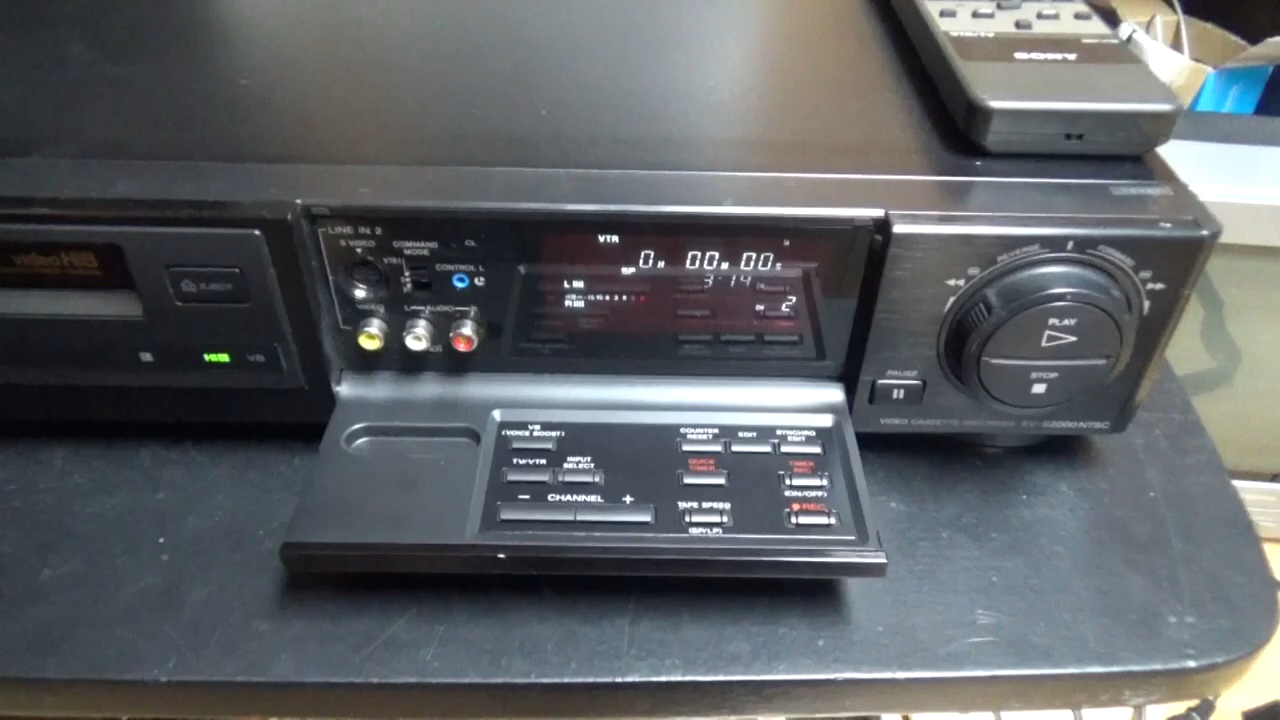 SONY
LINE IN 2
S VIDEO
COMMAND
MODE
VTR
CL
CONTROL L
VIDEO
L—AUDIO—R
VTR
0H 00M 00S
SP
3-14
L
R
CH 2
video Hi8
EJECT
Hi8
VB
REVERSE
FORWARD
PLAY
STOP
PAUSE
VIDEO CASSETTE RECORDER EV-S2000 NTSC
VB
(VOICE BOOST)
TV/VTR
INPUT
SELECT
− CHANNEL +
COUNTER
RESET
EDIT
SYNCHRO
EDIT
QUICK
TIMER
TIMER
REC
(ON/OFF)
TAPE SPEED
(SP/LP)
REC